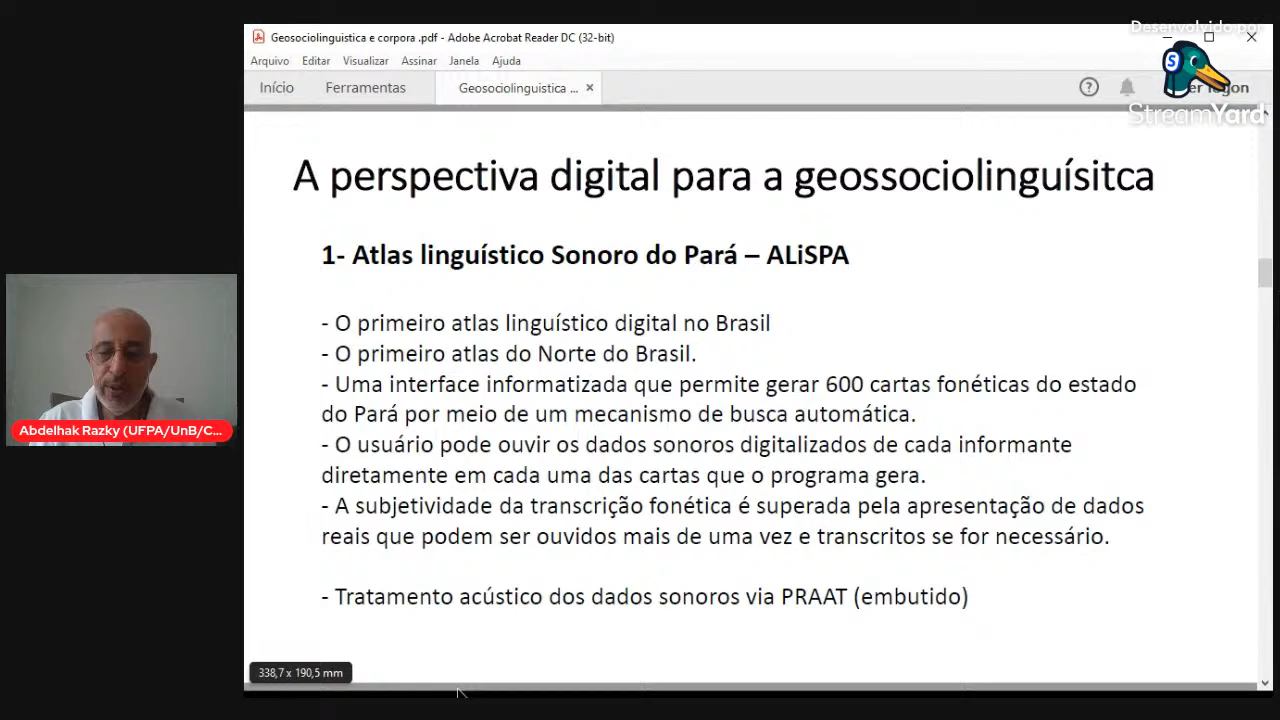 Desenvolvido por
Geosociolinguistica e corpora .pdf - Adobe Acrobat Reader DC (32-bit)
Arquivo Editar Visualizar Assinar Janela Ajuda
Início Ferramentas Geosociolinguistica ... ×
StreamYard
A perspectiva digital para a geossociolinguísitca
1- Atlas linguístico Sonoro do Pará – ALiSPA
- O primeiro atlas linguístico digital no Brasil
- O primeiro atlas do Norte do Brasil.
- Uma interface informatizada que permite gerar 600 cartas fonéticas do estado
do Pará por meio de um mecanismo de busca automática.
- O usuário pode ouvir os dados sonoros digitalizados de cada informante
diretamente em cada uma das cartas que o programa gera.
- A subjetividade da transcrição fonética é superada pela apresentação de dados
reais que podem ser ouvidos mais de uma vez e transcritos se for necessário.
- Tratamento acústico dos dados sonoros via PRAAT (embutido)
Abdelhak Razky (UFPA/UnB/C...
338,7 x 190,5 mm